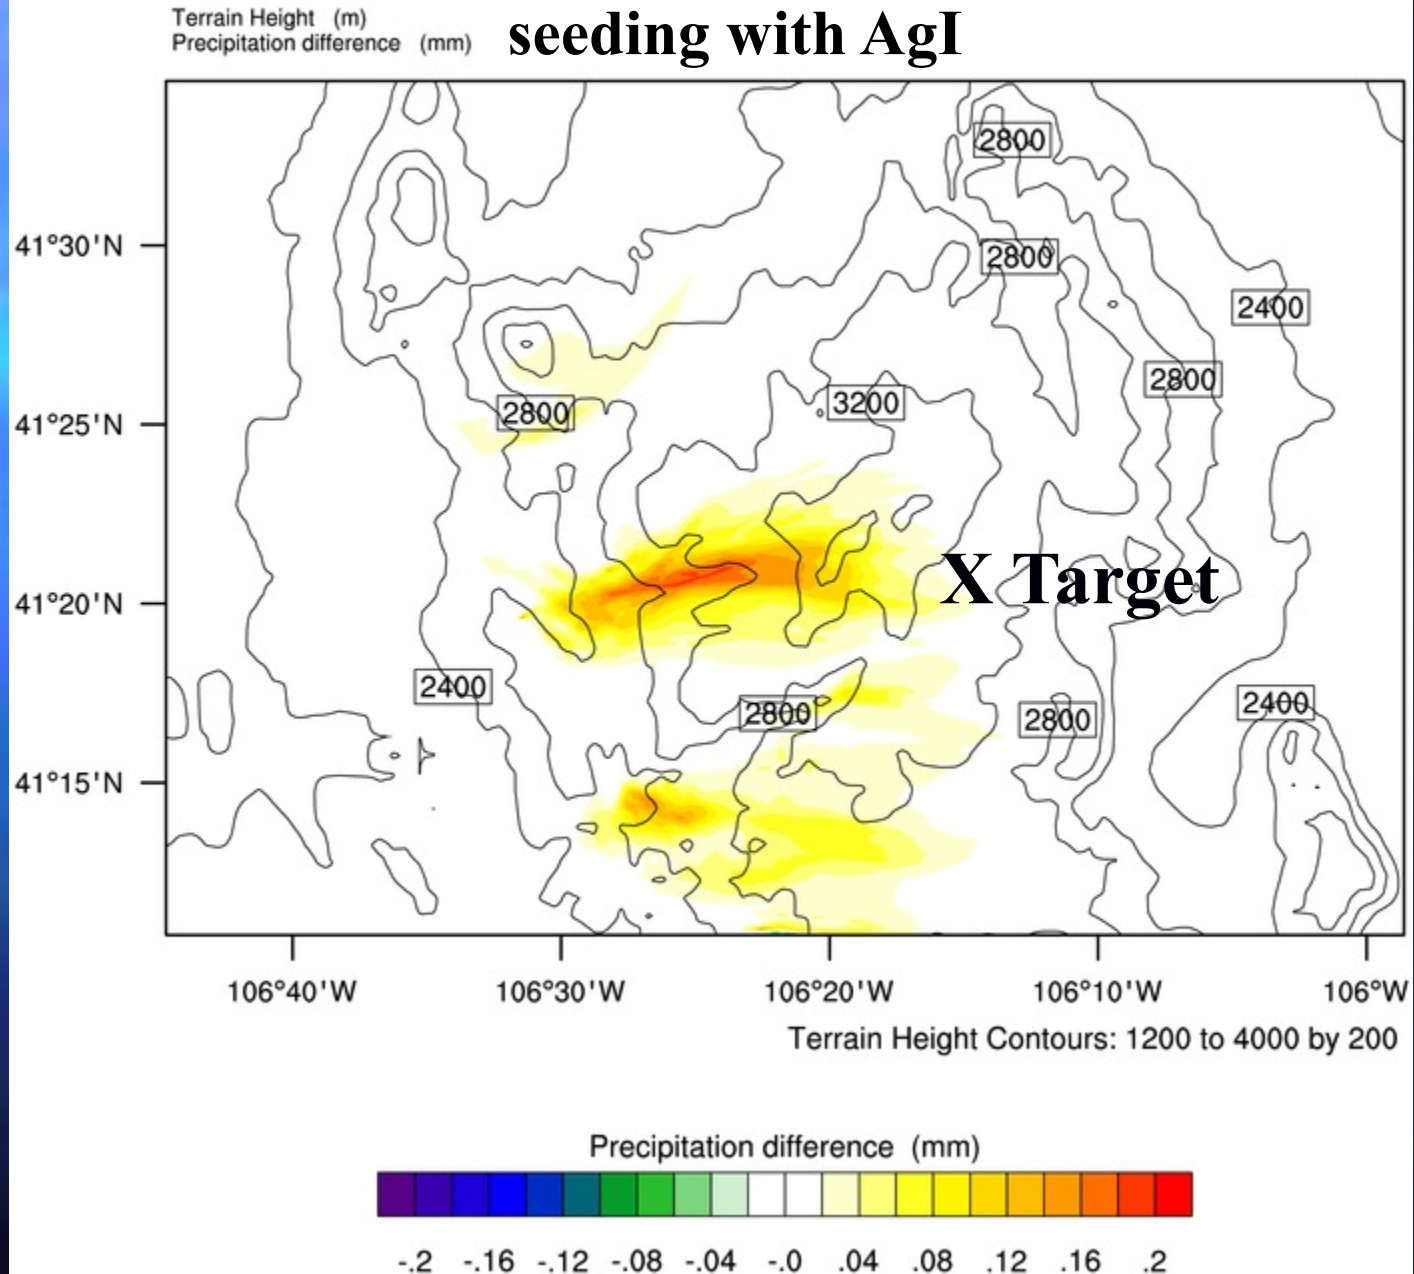 Terrain Height (m)
Precipitation difference (mm)
seeding with AgI
2800
41°30'N
2800
2400
2800
3200
41°25'N
2800
X Target
41°20'N
2400
2400
2800
2800
41°15'N
106°40'W 106°30'W 106°20'W 106°10'W 106°W
Terrain Height Contours: 1200 to 4000 by 200
Precipitation difference (mm)
-.2 -.16 -.12 -.08 -.04 -.0 .04 .08 .12 .16 .2